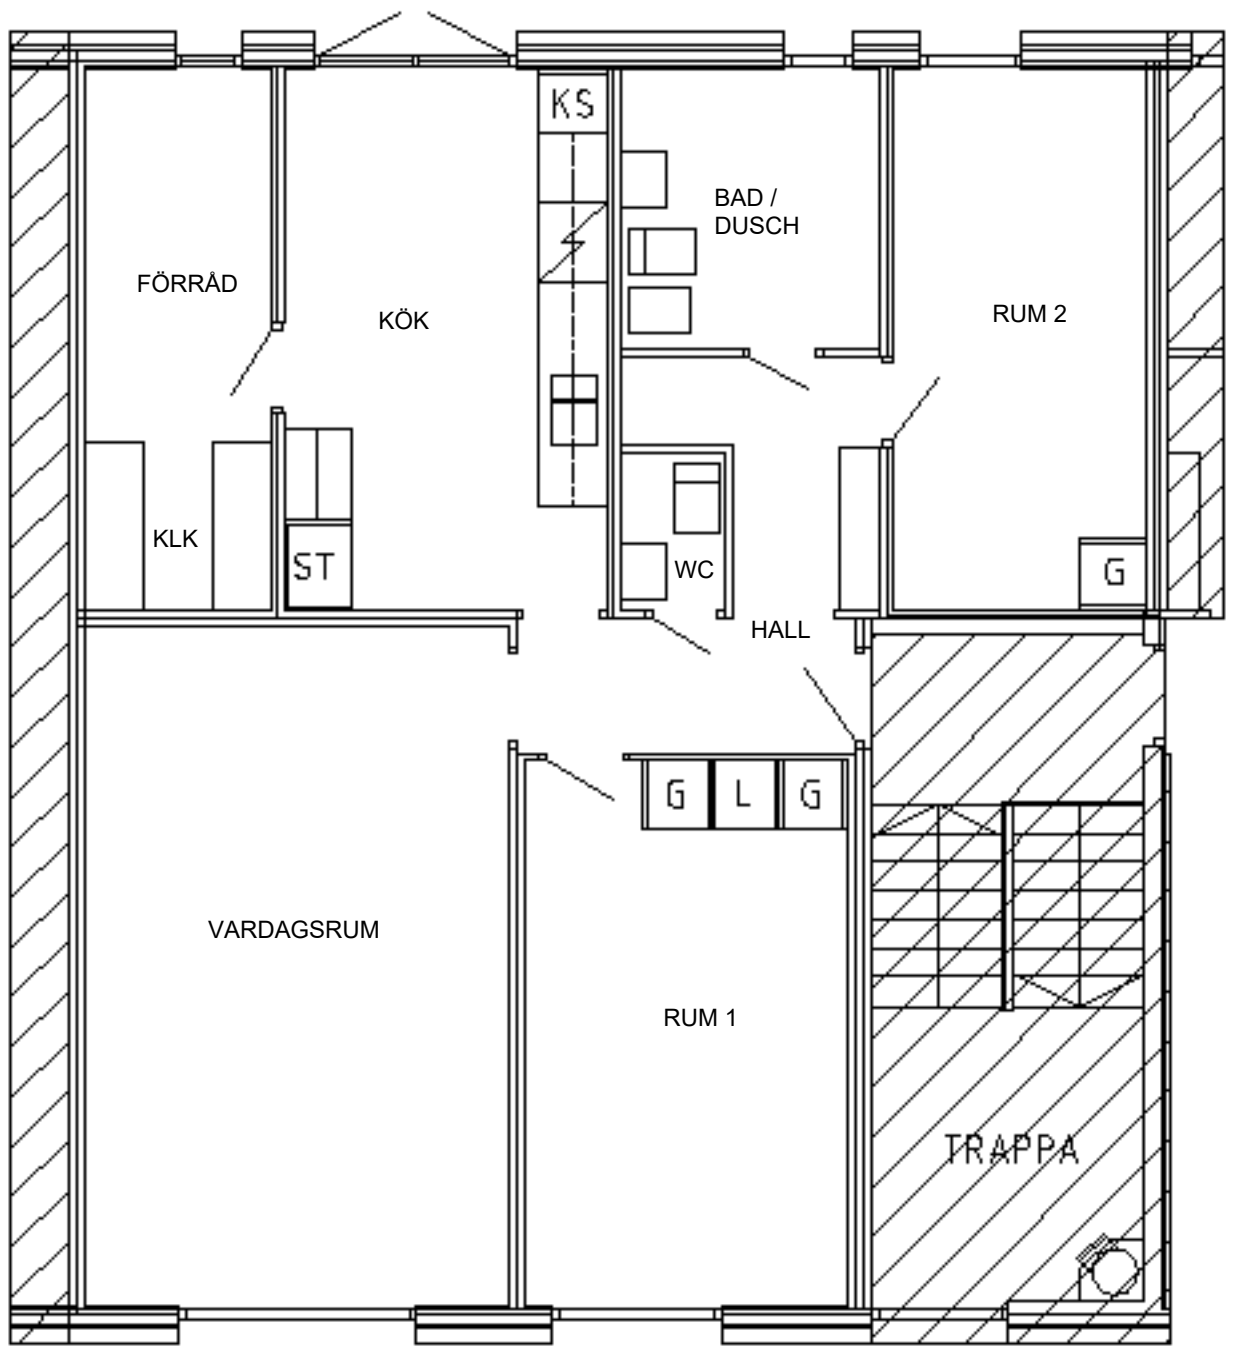 KS
BAD /
DUSCH
FÖRRÅD
KÖK
RUM 2
KLK
ST
WC
G
HALL
G
L
G
VARDAGSRUM
RUM 1
TRAPPA